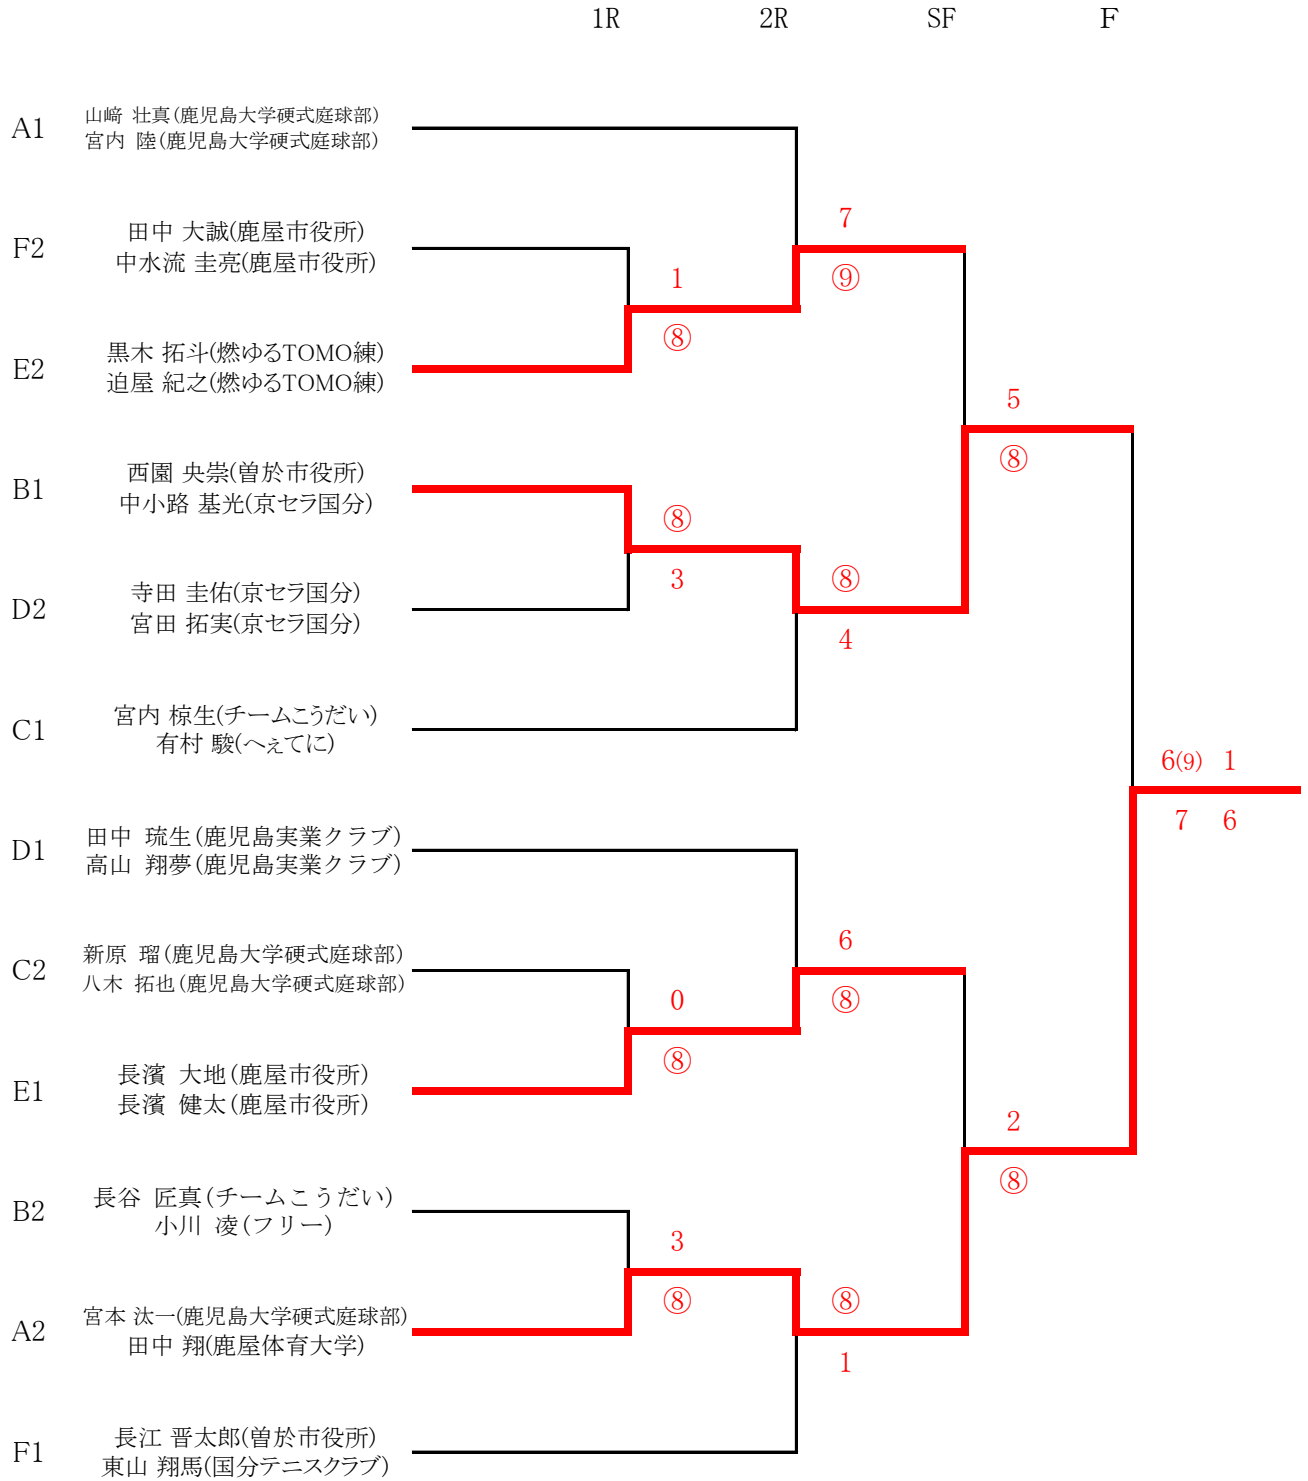 1R 2R SF F
A1 山﨑 壮真(鹿児島大学硬式庭球部)
宮内 陸(鹿児島大学硬式庭球部)
7
F2 田中 大誠(鹿屋市役所)
中水流 圭亮(鹿屋市役所)
1 ⑨
⑧
E2 黒木 拓斗(燃ゆるTOMO練)
迫屋 紀之(燃ゆるTOMO練)
5
⑧
B1 西園 央崇(曽於市役所)
中小路 基光(京セラ国分)
⑧
3 ⑧
D2 寺田 圭佑(京セラ国分)
宮田 拓実(京セラ国分)
4
C1 宮内 椋生(チームこうだい)
有村 駿(へぇてに)
6(9) 1
7 6
D1 田中 琉生(鹿児島実業クラブ)
高山 翔夢(鹿児島実業クラブ)
6
C2 新原 瑠(鹿児島大学硬式庭球部)
八木 拓也(鹿児島大学硬式庭球部)
0 ⑧
⑧
E1 長濱 大地(鹿屋市役所)
長濱 健太(鹿屋市役所)
2
⑧
B2 長谷 匠真(チームこうだい)
小川 凌(フリー)
3
⑧ ⑧
A2 宮本 汰一(鹿児島大学硬式庭球部)
田中 翔(鹿屋体育大学)
1
F1 長江 晋太郎(曽於市役所)
東山 翔馬(国分テニスクラブ)